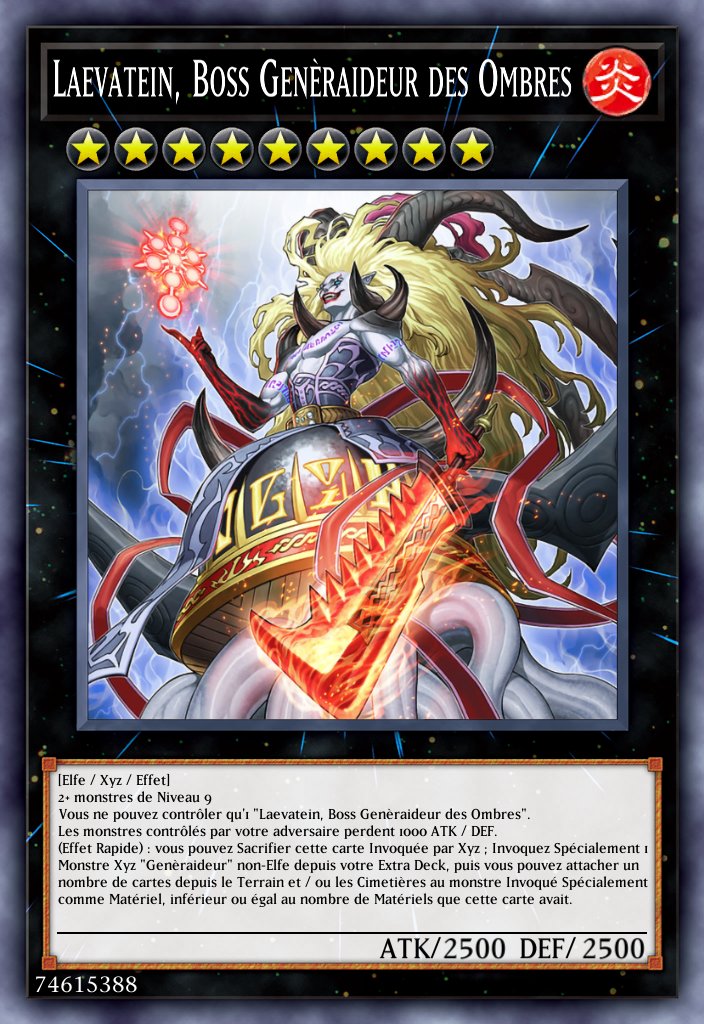 Laevatein, Boss Genèraideur des Ombres
炎
[Elfe / Xyz / Effet]
2+ monstres de Niveau 9
Vous ne pouvez contrôler qu'1 "Laevatein, Boss Genèraideur des Ombres".
Les monstres contrôlés par votre adversaire perdent 1000 ATK / DEF.
(Effet Rapide) : vous pouvez Sacrifier cette carte Invoquée par Xyz ; Invoquez Spécialement 1
Monstre Xyz "Genèraideur" non-Elfe depuis votre Extra Deck, puis vous pouvez attacher un
nombre de cartes depuis le Terrain et / ou les Cimetières au monstre Invoqué Spécialement
comme Matériel, inférieur ou égal au nombre de Matériels que cette carte avait.
ATK/2500 DEF/2500
74615388